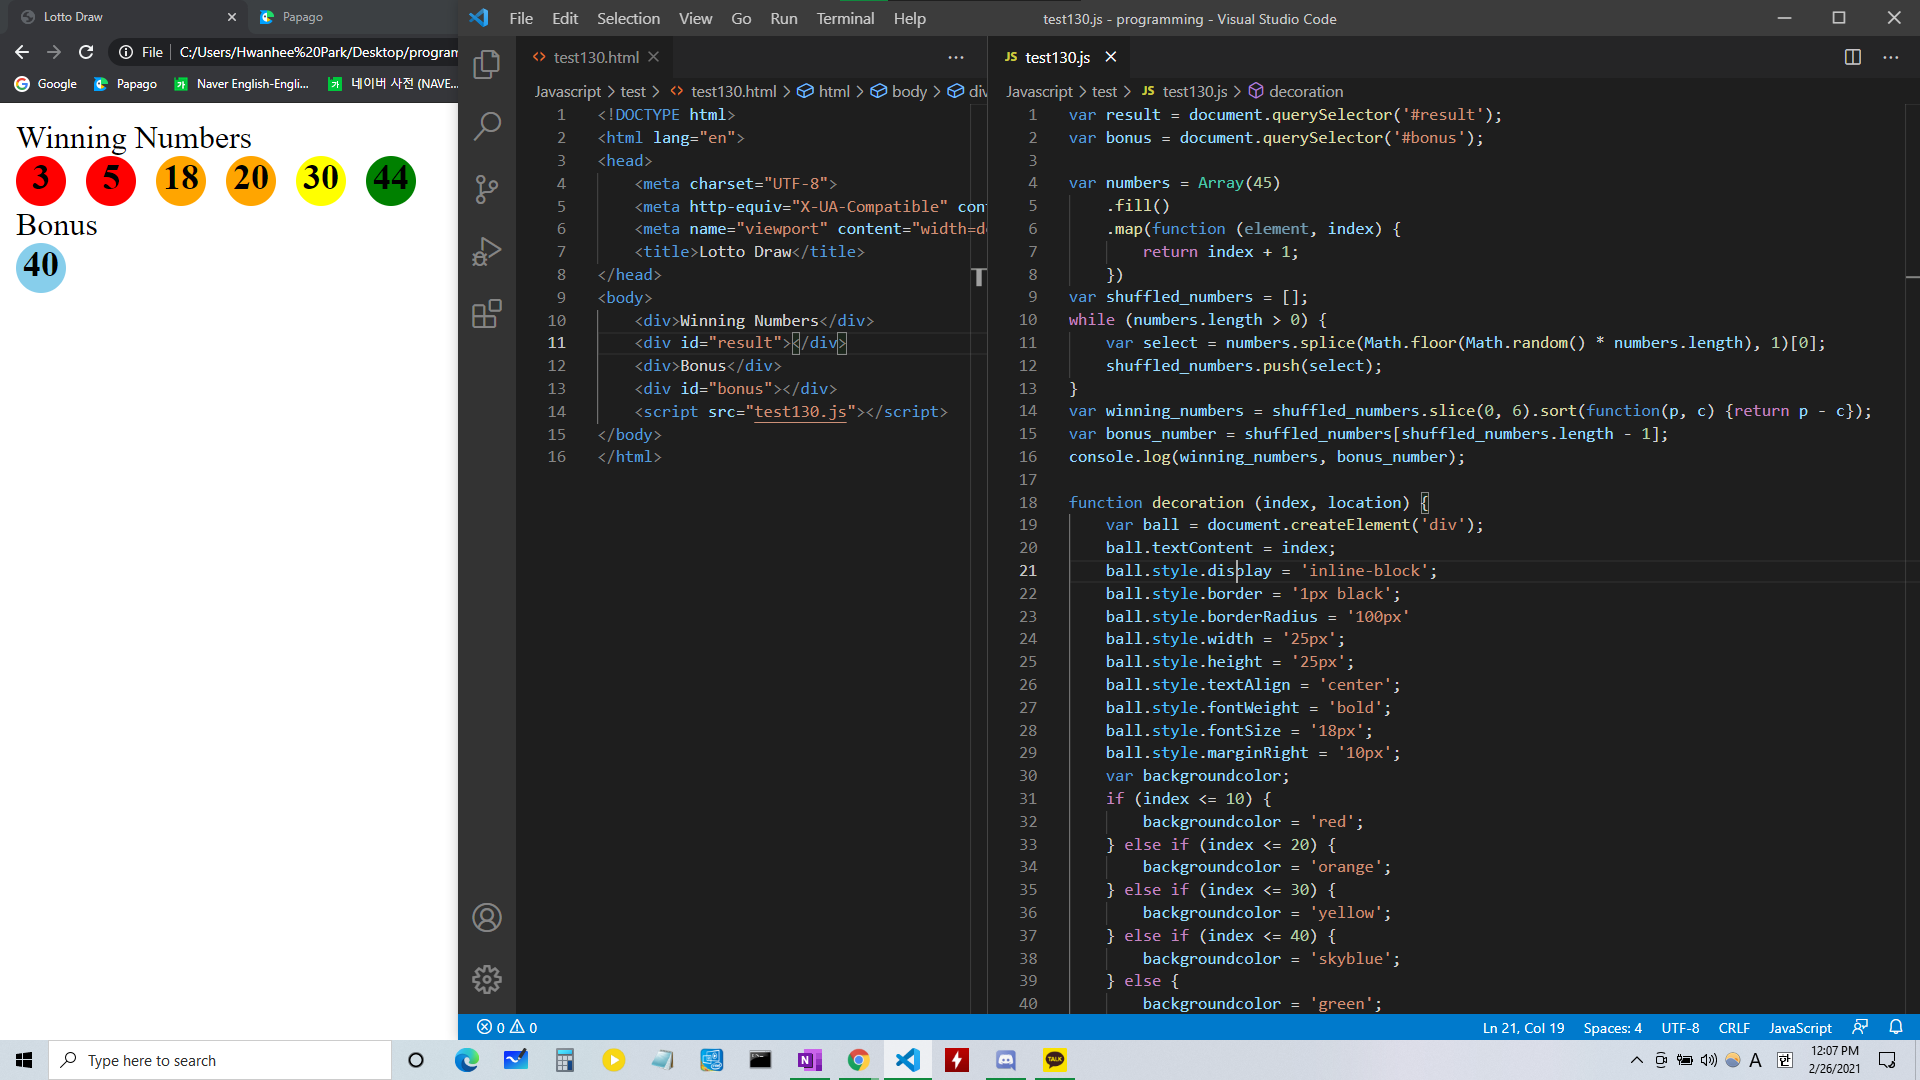 Lotto Draw
Papago
File Edit Selection View Go Run Terminal Help
test130.js - programming - Visual Studio Code
File C:/Users/Hwanhee%20Park/Desktop/program
Google Papago Naver English-Engli... 네이버 사전 (NAVE...
Winning Numbers
3 5 18 20 30 44
Bonus
40
test130.html
Javascript > test > test130.html > html > body > div
1 <!DOCTYPE html>
2 <html lang="en">
3 <head>
4 <meta charset="UTF-8">
5 <meta http-equiv="X-UA-Compatible" con
6 <meta name="viewport" content="width=de
7 <title>Lotto Draw</title>
8 </head>
9 <body>
10 <div>Winning Numbers</div>
11 <div id="result"></div>
12 <div>Bonus</div>
13 <div id="bonus"></div>
14 <script src="test130.js"></script>
15 </body>
16 </html>
JS test130.js
Javascript > test > JS test130.js > decoration
1 var result = document.querySelector('#result');
2 var bonus = document.querySelector('#bonus');
3
4 var numbers = Array(45)
5 .fill()
6 .map(function (element, index) {
7 return index + 1;
8 })
9 var shuffled_numbers = [];
10 while (numbers.length > 0) {
11 var select = numbers.splice(Math.floor(Math.random() * numbers.length), 1)[0];
12 shuffled_numbers.push(select);
13 }
14 var winning_numbers = shuffled_numbers.slice(0, 6).sort(function(p, c) {return p - c});
15 var bonus_number = shuffled_numbers[shuffled_numbers.length - 1];
16 console.log(winning_numbers, bonus_number);
17
18 function decoration (index, location) {
19 var ball = document.createElement('div');
20 ball.textContent = index;
21 ball.style.display = 'inline-block';
22 ball.style.border = '1px black';
23 ball.style.borderRadius = '100px'
24 ball.style.width = '25px';
25 ball.style.height = '25px';
26 ball.style.textAlign = 'center';
27 ball.style.fontWeight = 'bold';
28 ball.style.fontSize = '18px';
29 ball.style.marginRight = '10px';
30 var backgroundcolor;
31 if (index <= 10) {
32 backgroundcolor = 'red';
33 } else if (index <= 20) {
34 backgroundcolor = 'orange';
35 } else if (index <= 30) {
36 backgroundcolor = 'yellow';
37 } else if (index <= 40) {
38 backgroundcolor = 'skyblue';
39 } else {
40 backgroundcolor = 'green';
0 0
Ln 21, Col 19 Spaces: 4 UTF-8 CRLF JavaScript
Type here to search
TALK
A 한 12:07 PM
2/26/2021